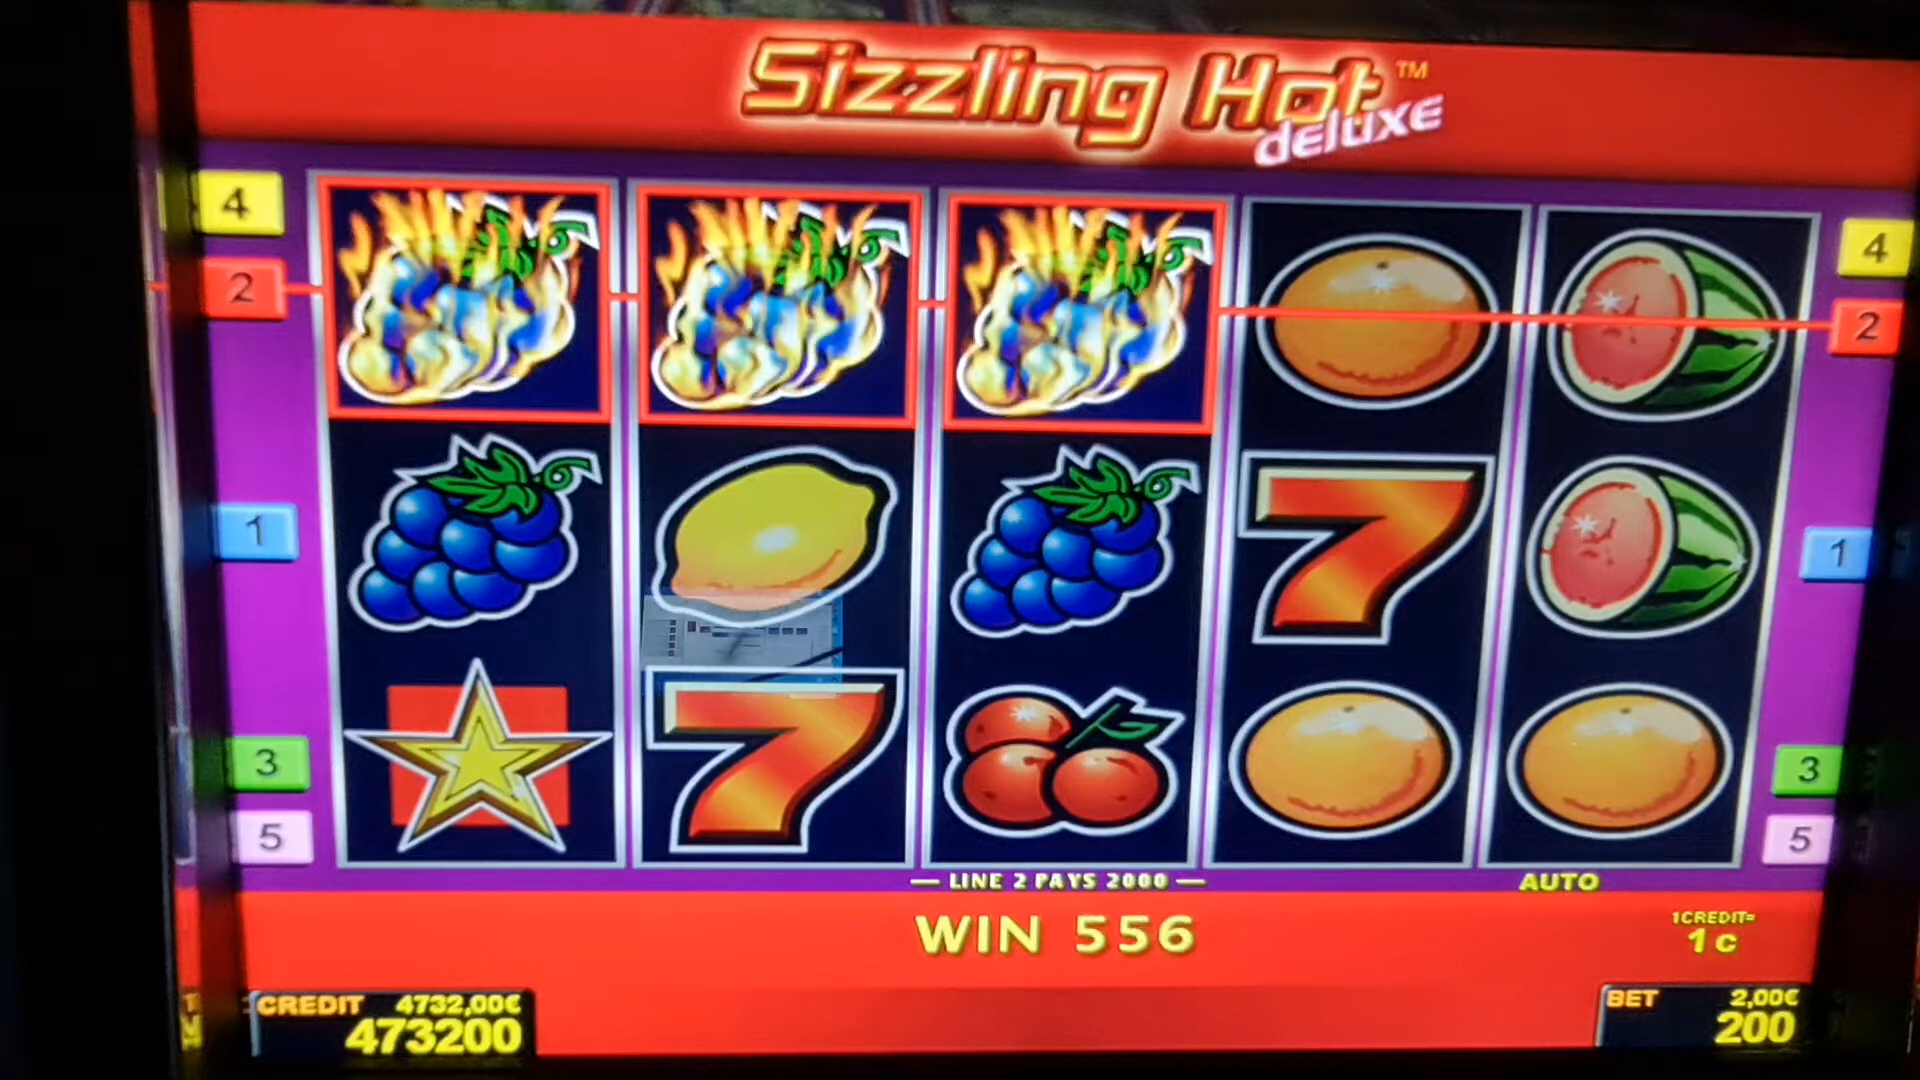 Sizzling Hot™
deluxe
4
4
2
2
1
1
3
3
5
5
— LINE 2 PAYS 2000 —
AUTO
WIN 556
1CREDIT=
1 c
CREDIT 4732,00€
473200
BET 2,00€
200